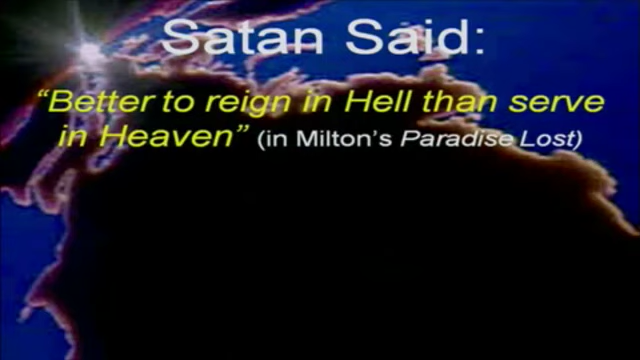 Satan Said:
“Better to reign in Hell than serve
in Heaven” (in Milton’s Paradise Lost)